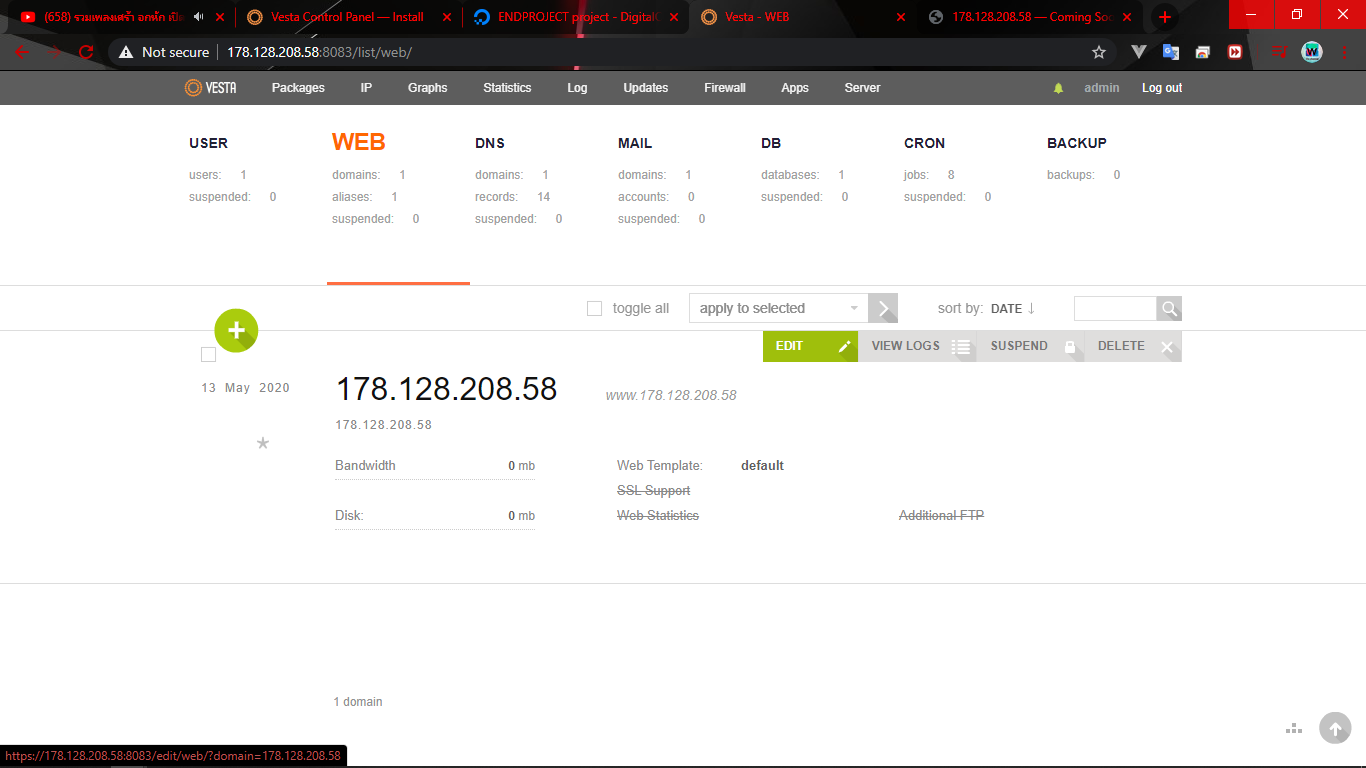 (658) รวมเพลงเศร้า อกหัก เปิด
Vesta Control Panel — Install
ENDPROJECT project - DigitalO
Vesta - WEB
178.128.208.58 — Coming Soo
Not secure 178.128.208.58:8083/list/web/
VESTA Packages IP Graphs Statistics Log Updates Firewall Apps Server admin Log out
USER WEB DNS MAIL DB CRON BACKUP
users: 1 domains: 1 domains: 1 domains: 1 databases: 1 jobs: 8 backups: 0
suspended: 0 aliases: 1 records: 14 accounts: 0 suspended: 0 suspended: 0
suspended: 0 suspended: 0 suspended: 0
toggle all apply to selected sort by: DATE ↓
EDIT VIEW LOGS SUSPEND DELETE
13 May 2020 178.128.208.58 www.178.128.208.58
178.128.208.58
Bandwidth 0 mb Web Template: default
SSL Support
Disk: 0 mb Web Statistics Additional FTP
1 domain
https://178.128.208.58:8083/edit/web/?domain=178.128.208.58